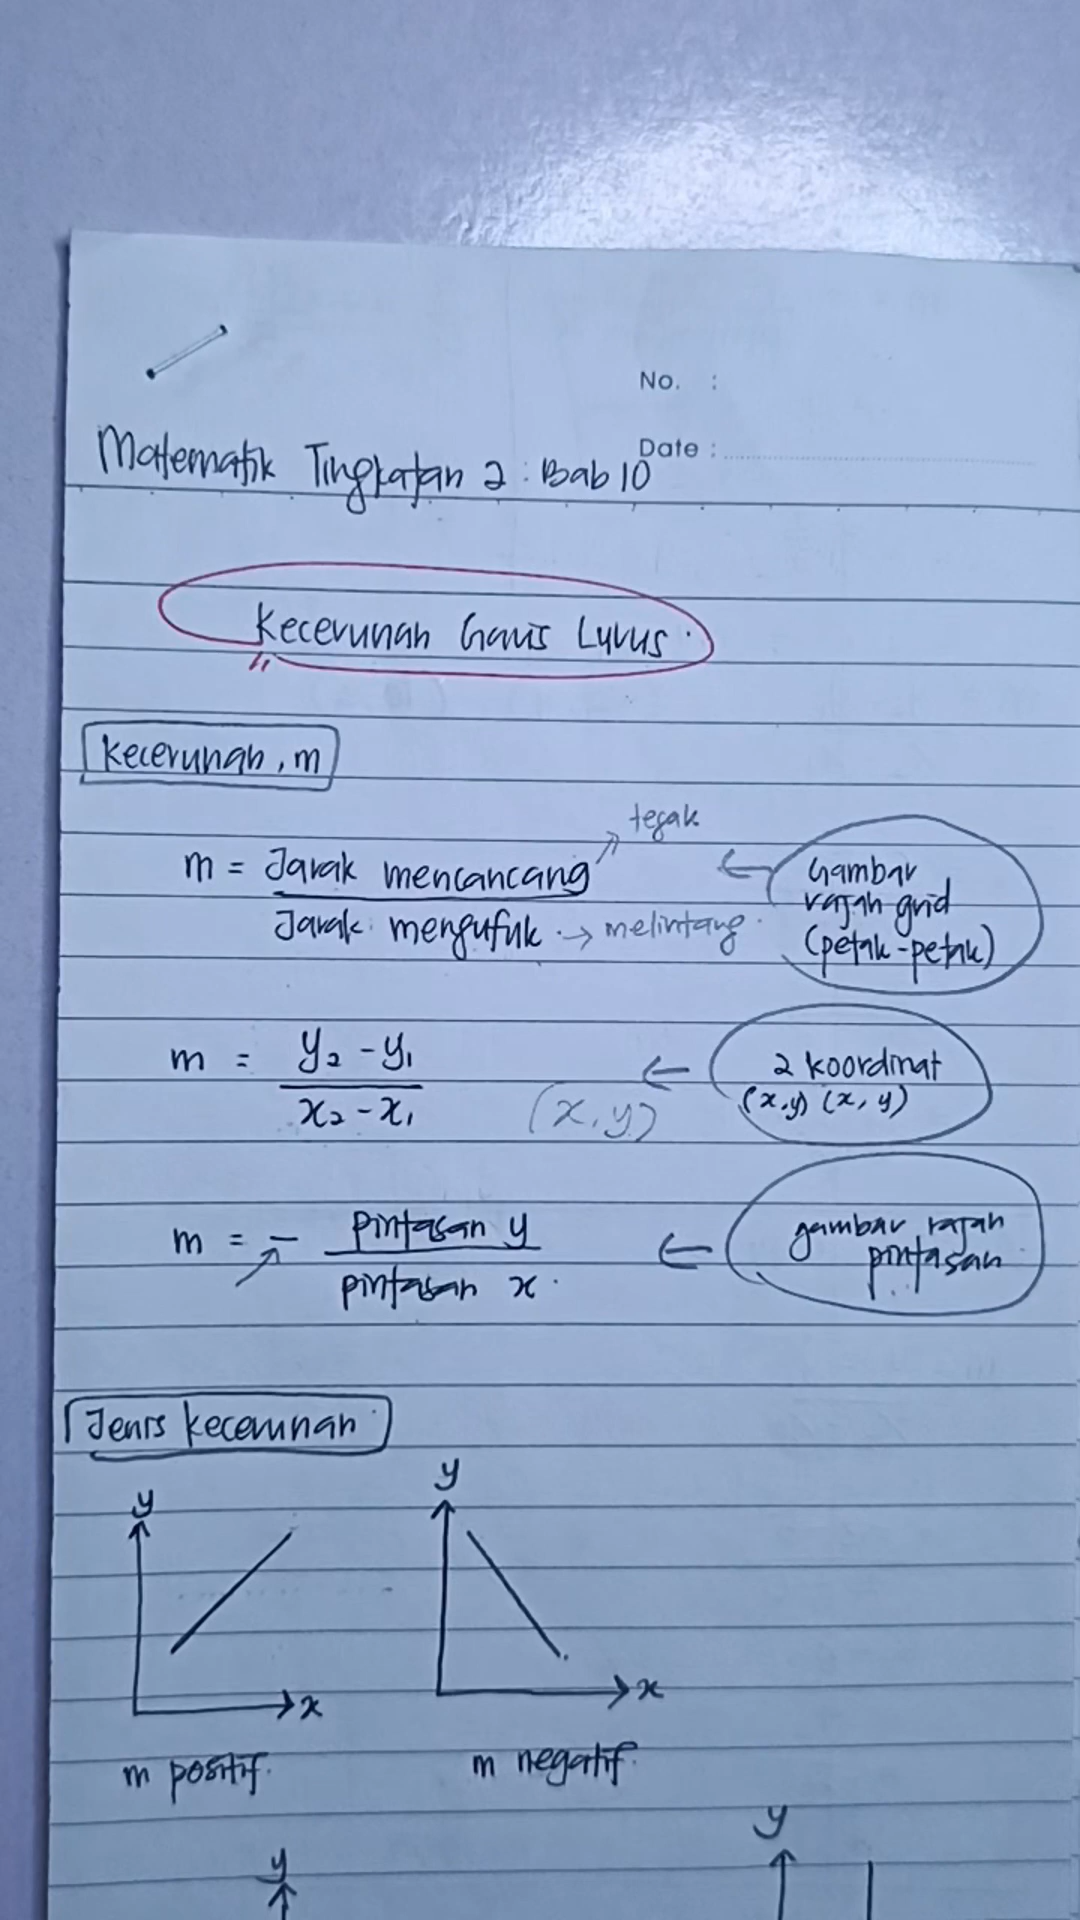 No. :
Date :
Matematik Tingkatan 2 : Bab 10
Kecerunan Garis Lurus.
Kecerunan, m
tegak
m = Jarak mencancang
Jarak mengufuk → melintang
Gambar
rajah grid
(petak-petak)
m = y₂ - y₁
x₂ - x₁
(x, y)
2 koordinat
(x,y) (x, y)
m = - pintasan y
pintasan x
gambar rajah
pintasan
Jenis kecerunan
y
y
x
x
m positif.
m negatif.
y
y